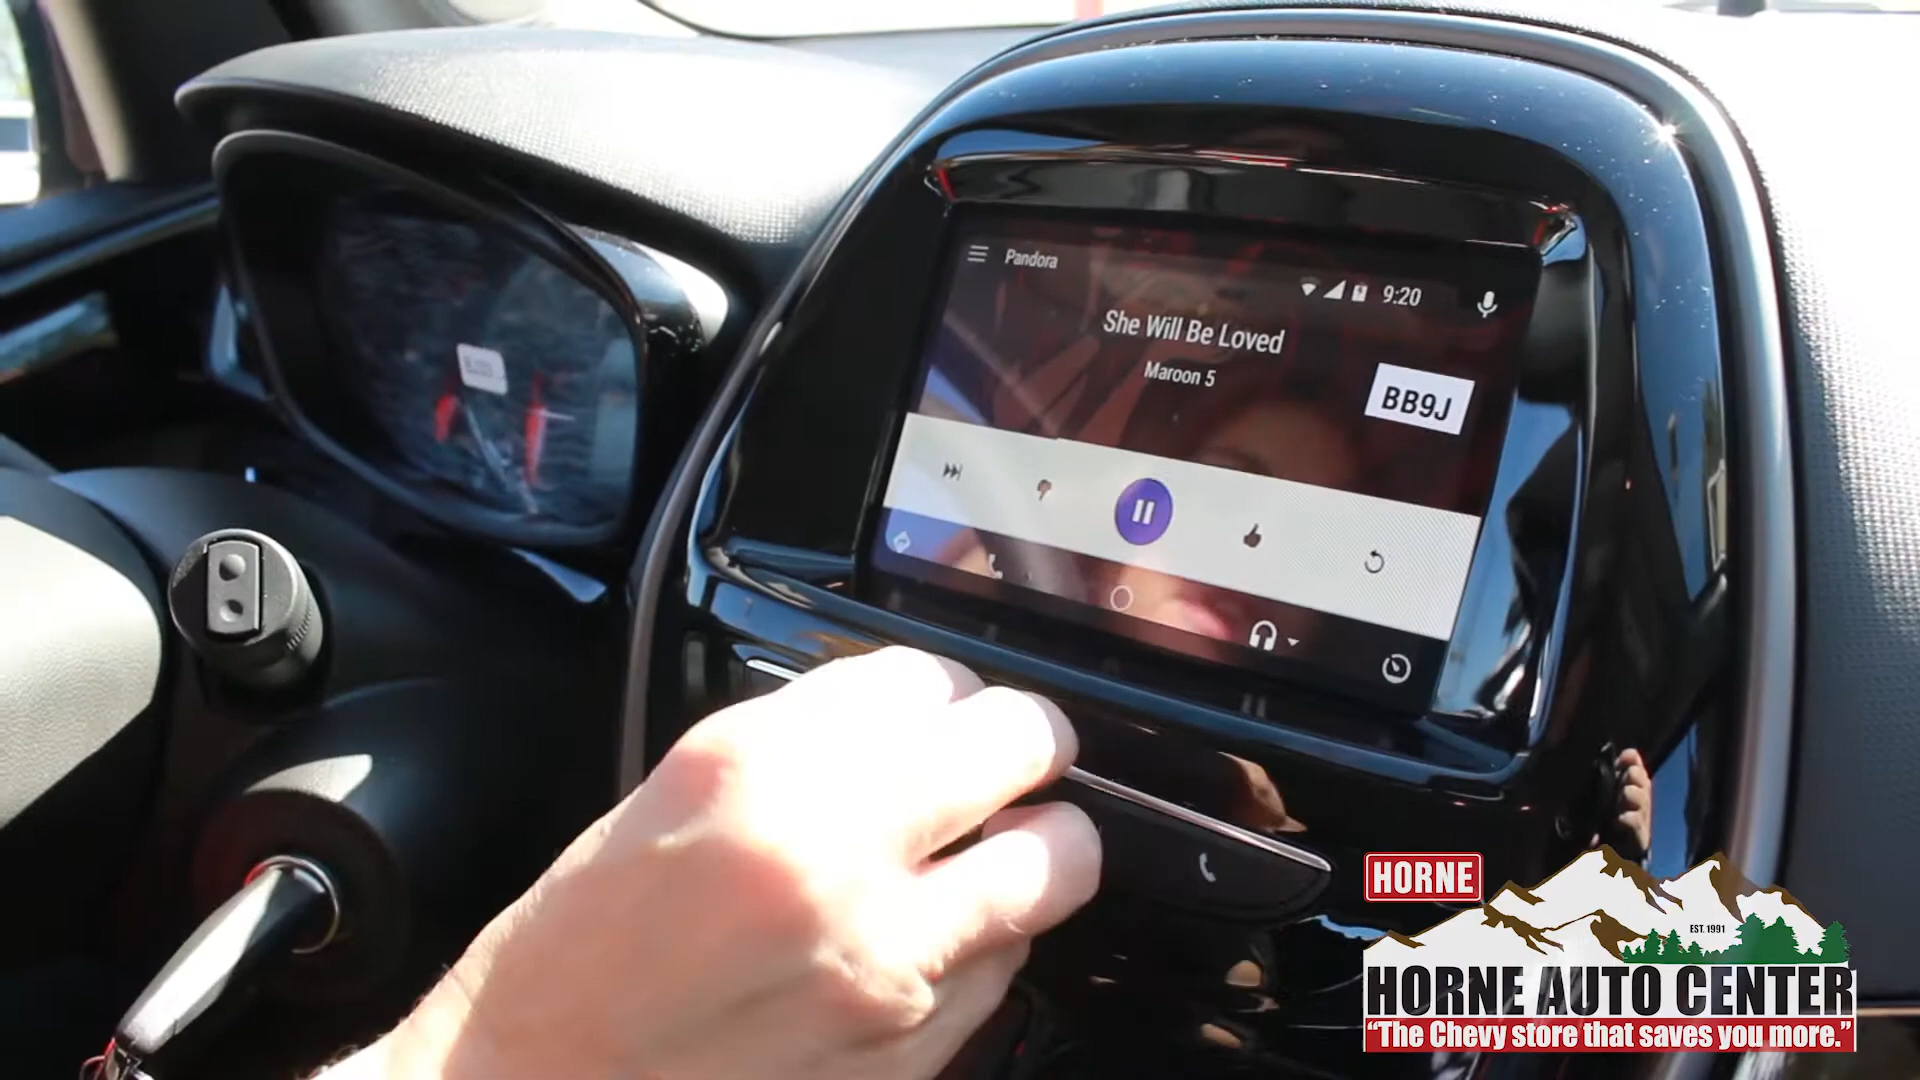 Pandora
9:20
She Will Be Loved
Maroon 5
BB9J
HORNE
EST. 1991
HORNE AUTO CENTER
"The Chevy store that saves you more."